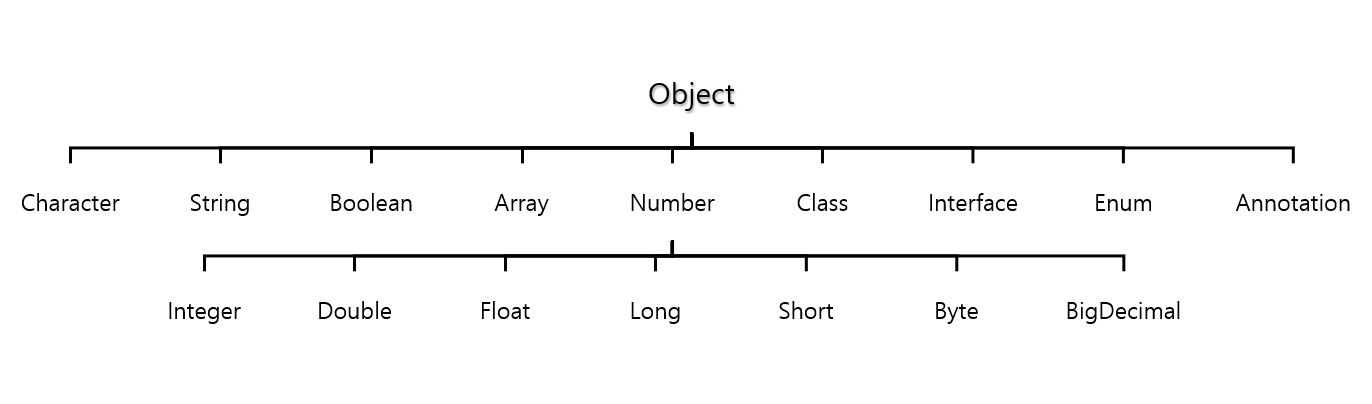 Object
Character String Boolean Array Number Class Interface Enum Annotation
Integer Double Float Long Short Byte BigDecimal